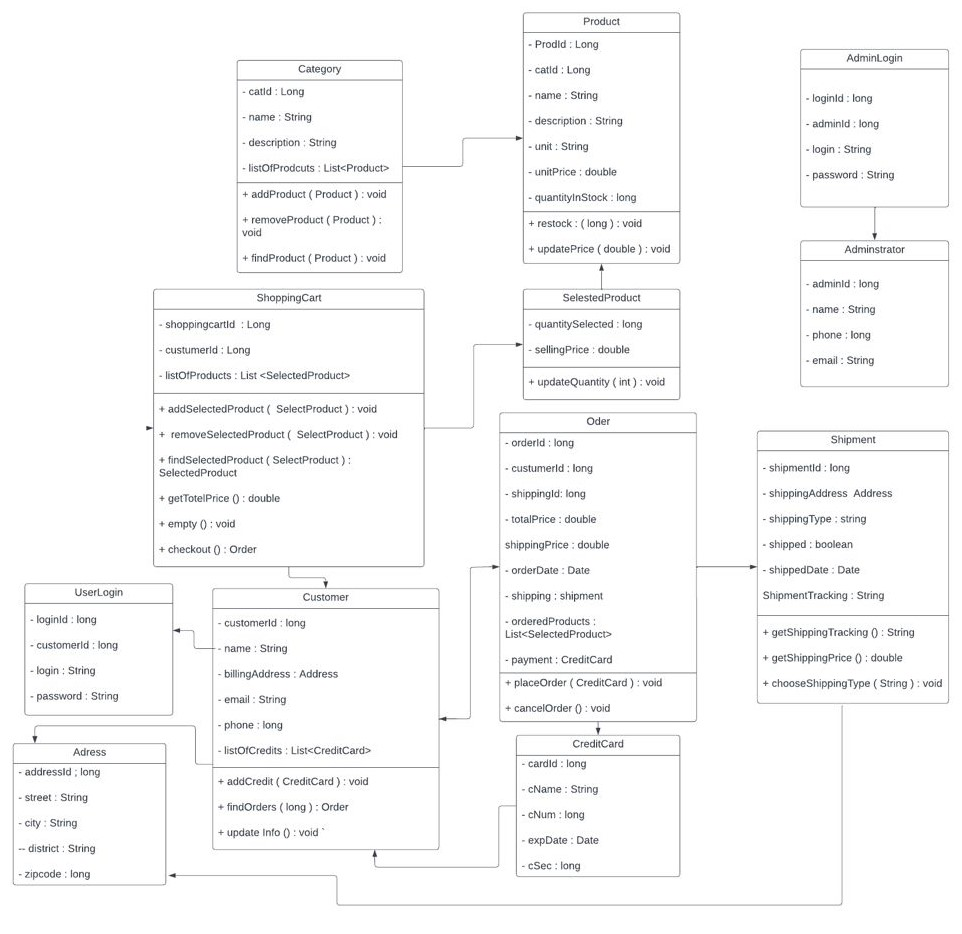 Product
- ProdId : Long
- catId : Long
- name : String
- description : String
- unit : String
- unitPrice : double
- quantityInStock : long
+ restock : ( long ) : void
+ updatePrice ( double ) : void
Category
- catId : Long
- name : String
- description : String
- listOfProdcuts : List<Product>
+ addProduct ( Product ) : void
+ removeProduct ( Product ) :
void
+ findProduct ( Product ) : void
AdminLogin
- loginId : long
- adminId : long
- login : String
- password : String
Adminstrator
- adminId : long
- name : String
- phone : long
- email : String
ShoppingCart
- shoppingcartId : Long
- custumerId : Long
- listOfProducts : List <SelectedProduct>
+ addSelectedProduct ( SelectProduct ) : void
+ removeSelectedProduct ( SelectProduct ) : void
+ findSelectedProduct ( SelectProduct ) :
SelectedProduct
+ getTotelPrice () : double
+ empty () : void
+ checkout () : Order
SelestedProduct
- quantitySelected : long
- sellingPrice : double
+ updateQuantity ( int ) : void
Oder
- orderId : long
- custumerId : long
- shippingId: long
- totalPrice : double
shippingPrice : double
- orderDate : Date
- shipping : shipment
- orderedProducts :
List<SelectedProduct>
- payment : CreditCard
+ placeOrder ( CreditCard ) : void
+ cancelOrder () : void
Shipment
- shipmentId : long
- shippingAddress Address
- shippingType : string
- shipped : boolean
- shippedDate : Date
ShipmentTracking : String
+ getShippingTracking () : String
+ getShippingPrice () : double
+ chooseShippingType ( String ) : void
UserLogin
- loginId : long
- customerId : long
- login : String
- password : String
Customer
- customerId : long
- name : String
- billingAddress : Address
- email : String
- phone : long
- listOfCredits : List<CreditCard>
+ addCredit ( CreditCard ) : void
+ findOrders ( long ) : Order
+ update Info () : void `
Adress
- addressId ; long
- street : String
- city : String
-- district : String
- zipcode : long
CreditCard
- cardId : long
- cName : String
- cNum : long
- expDate : Date
- cSec : long